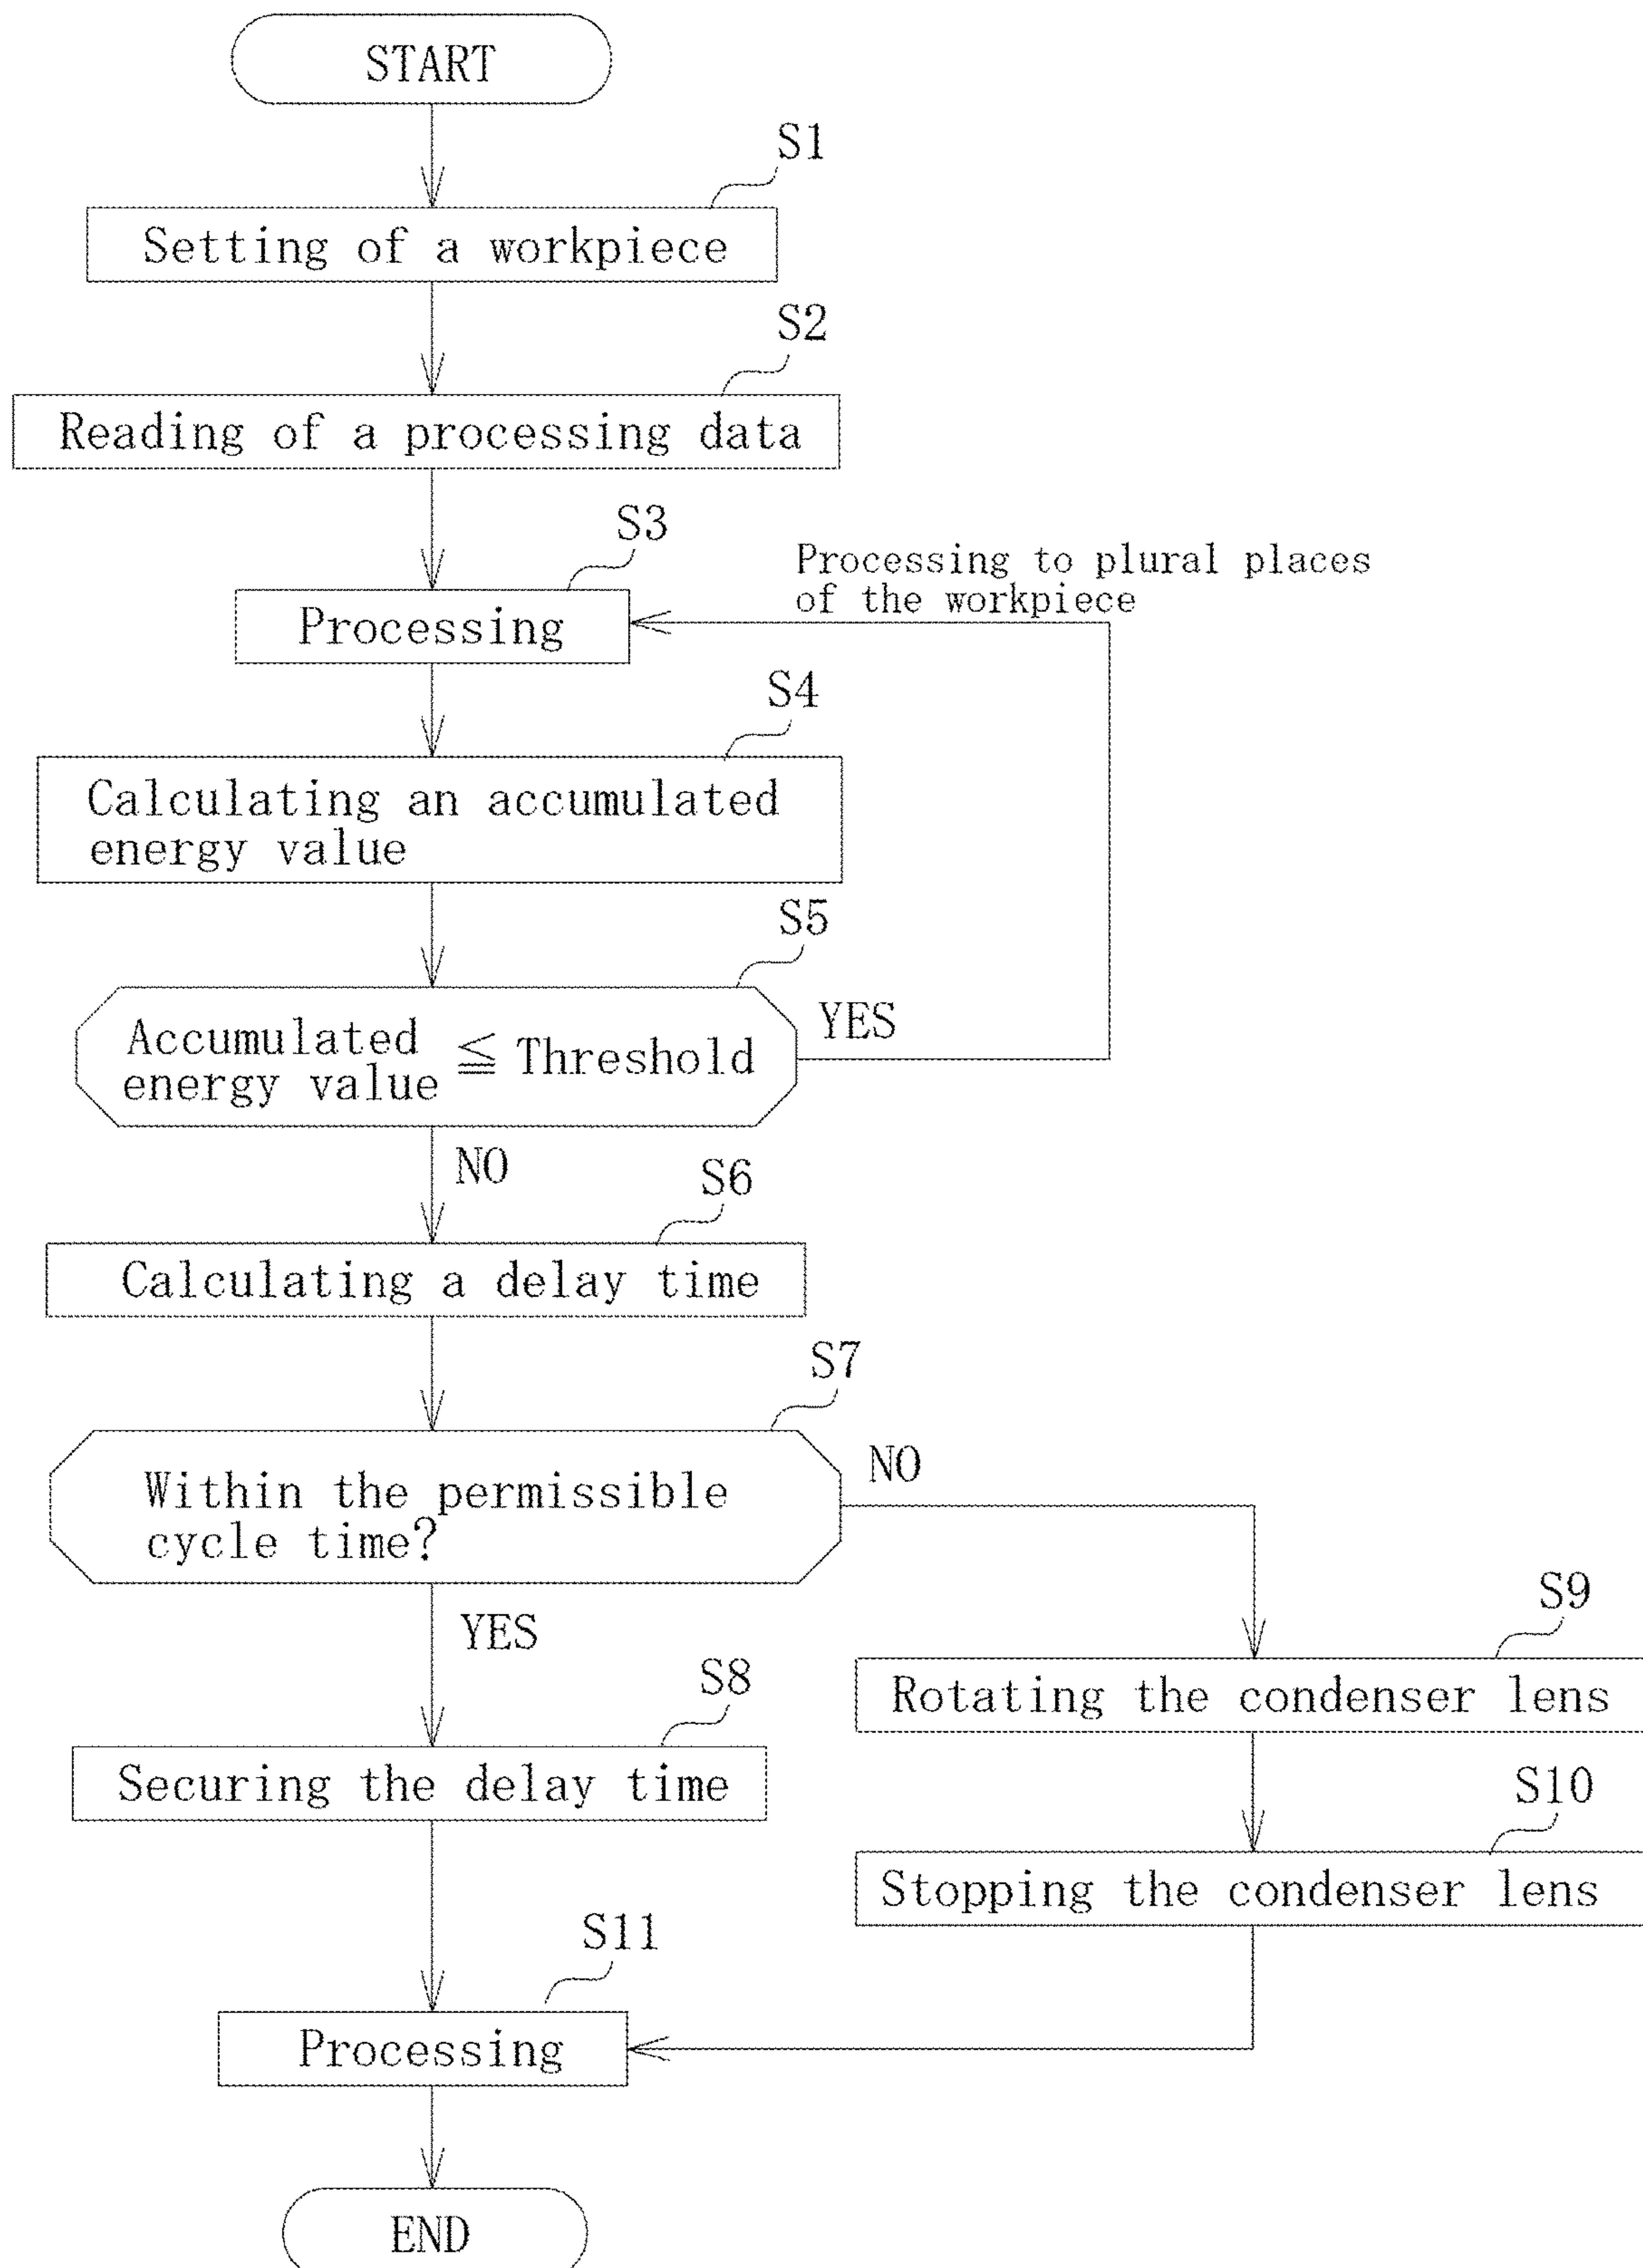 START
S1
Setting of a workpiece
S2
Reading of a processing data
S3
Processing
Processing to plural places
of the workpiece
S4
Calculating an accumulated
energy value
S5
Accumulated
energy value ≦ Threshold
YES
NO
S6
Calculating a delay time
S7
Within the permissible
cycle time?
NO
YES
S8
Securing the delay time
S9
Rotating the condenser lens
S10
Stopping the condenser lens
S11
Processing
END